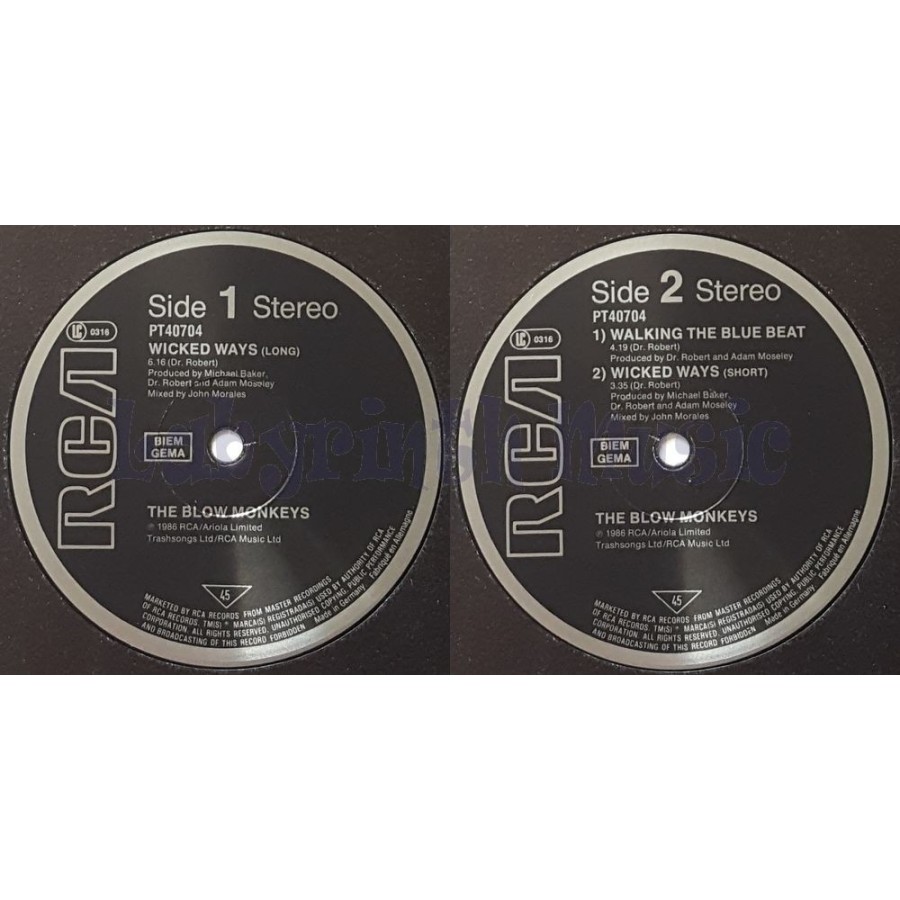 Side 1 Stereo
PT40704
LC 0316
WICKED WAYS (LONG)
6.16 (Dr. Robert)
Produced by Michael Baker,
Dr. Robert and Adam Moseley
Mixed by John Morales
RCA
BIEM
GEMA
THE BLOW MONKEYS
℗ 1986 RCA/Ariola Limited
Trashsongs Ltd/RCA Music Ltd
45
MARKETED BY RCA RECORDS FROM MASTER RECORDINGS
OF RCA RECORDS. TM(S) * MARCA(S) REGISTRADA(S) USED BY AUTHORITY OF RCA
CORPORATION. ALL RIGHTS RESERVED. UNAUTHORISED COPYING, PUBLIC PERFORMANCE
AND BROADCASTING OF THIS RECORD FORBIDDEN Made in Germany Fabriqué en Allemagne
Side 2 Stereo
PT40704
LC 0316
1) WALKING THE BLUE BEAT
4.19 (Dr. Robert)
Produced by Dr. Robert and Adam Moseley
2) WICKED WAYS (SHORT)
3.35 (Dr. Robert)
Produced by Michael Baker,
Dr. Robert and Adam Moseley
Mixed by John Morales
RCA
BIEM
GEMA
THE BLOW MONKEYS
℗ 1986 RCA/Ariola Limited
Trashsongs Ltd/RCA Music Ltd
45
MARKETED BY RCA RECORDS FROM MASTER RECORDINGS
OF RCA RECORDS. TM(S) * MARCA(S) REGISTRADA(S) USED BY AUTHORITY OF RCA
CORPORATION. ALL RIGHTS RESERVED. UNAUTHORISED COPYING, PUBLIC PERFORMANCE
AND BROADCASTING OF THIS RECORD FORBIDDEN Made in Germany Fabriqué en Allemagne
Labyrinth Music